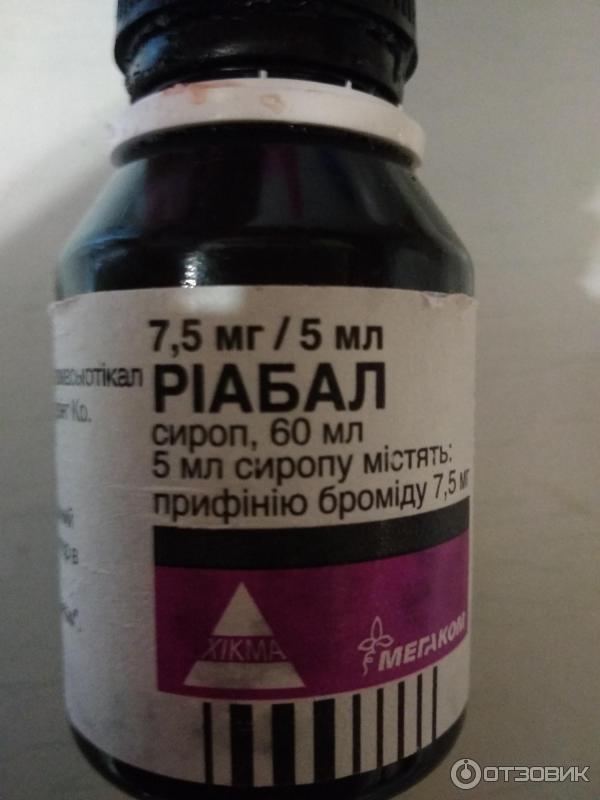 7,5 мг / 5 мл
РІАБАЛ
сироп, 60 мл
5 мл сиропу містять:
прифінію броміду 7,5 мг
ХІКМА
МЕГАКОМ
ОТЗОВИК